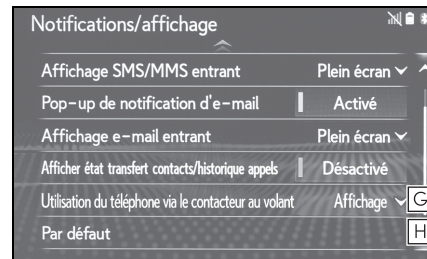 Notifications/affichage
Affichage SMS/MMS entrant Plein écran
Pop-up de notification d'e-mail Activé
Affichage e-mail entrant Plein écran
Afficher état transfert contacts/historique appels Désactivé
Utilisation du téléphone via le contacteur au volant Affichage G
Par défaut H